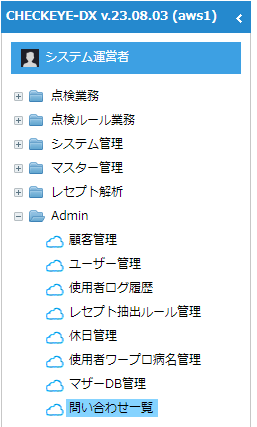 CHECKEYE-DX v.23.08.03 (aws1)
システム運営者
点検業務
点検ルール業務
システム管理
マスター管理
レセプト解析
Admin
顧客管理
ユーザー管理
使用者ログ履歴
レセプト抽出ルール管理
休日管理
使用者ワープロ病名管理
マザーDB管理
問い合わせ一覧